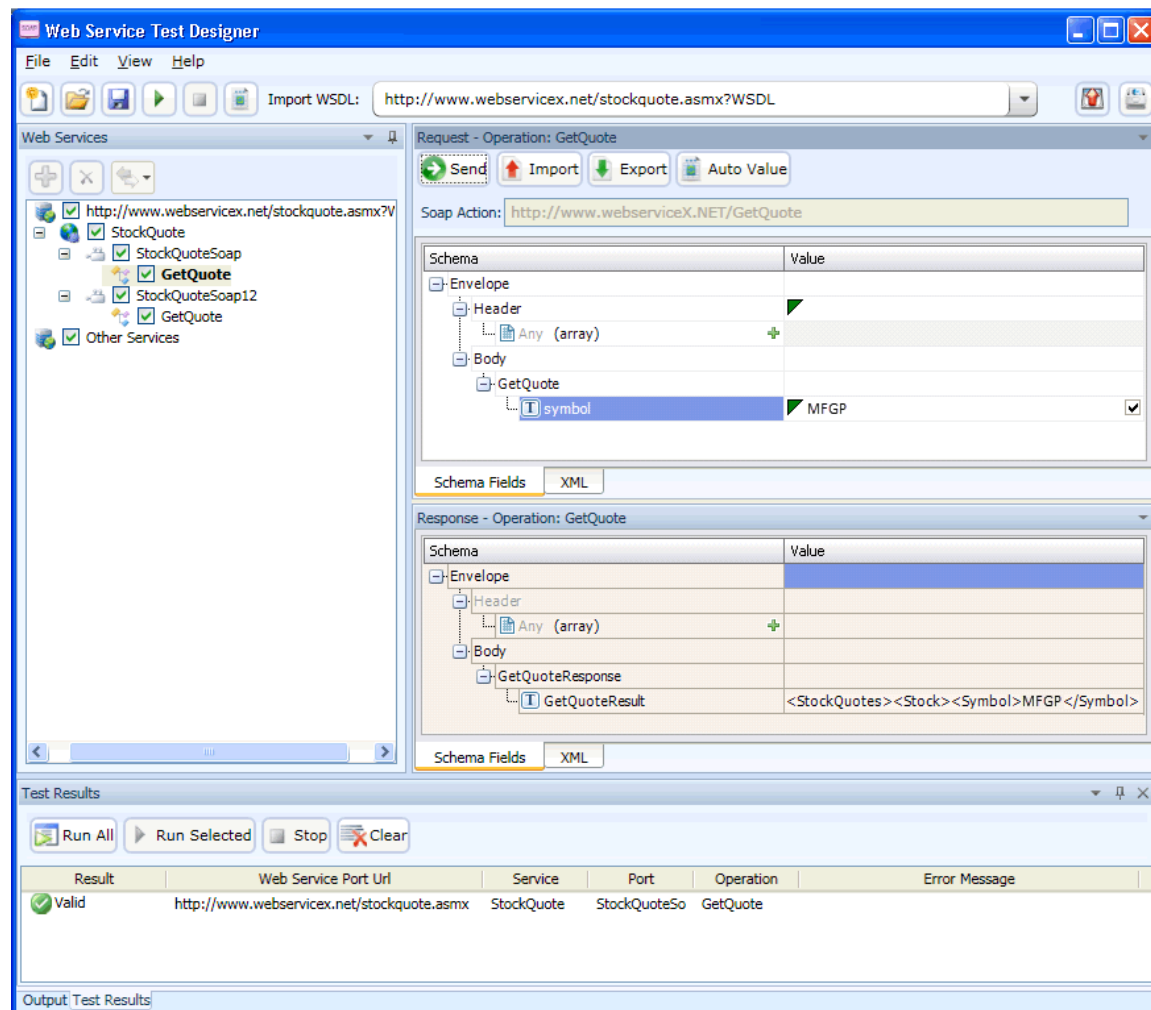 Web Service Test Designer
File Edit View Help
Import WSDL: http://www.webservicex.net/stockquote.asmx?WSDL
Web Services
http://www.webservicex.net/stockquote.asmx?V
StockQuote
StockQuoteSoap
GetQuote
StockQuoteSoap12
GetQuote
Other Services
Request - Operation: GetQuote
Send Import Export Auto Value
Soap Action: http://www.webserviceX.NET/GetQuote
Schema Value
Envelope
Header
Any (array)
Body
GetQuote
symbol MFGP
Schema Fields XML
Response - Operation: GetQuote
Schema Value
Envelope
Header
Any (array)
Body
GetQuoteResponse
GetQuoteResult <StockQuotes><Stock><Symbol>MFGP</Symbol>
Schema Fields XML
Test Results
Run All Run Selected Stop Clear
Result Web Service Port Url Service Port Operation Error Message
Valid http://www.webservicex.net/stockquote.asmx StockQuote StockQuoteSo GetQuote
Output Test Results